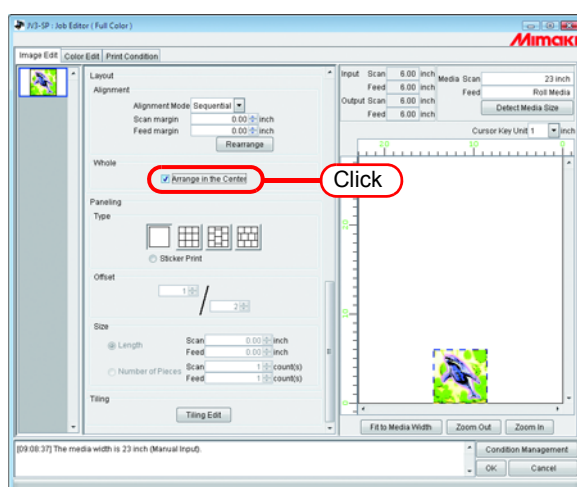 JV3-SP : Job Editor ( Full Color )
Mimaki
Image Edit Color Edit Print Condition
Layout
Alignment
Alignment Mode Sequential
Scan margin 0.00 inch
Feed margin 0.00 inch
Rearrange
Whole
Arrange in the Center
Click
Paneling
Type
Sticker Print
Offset
1 / 2
Size
Length
Scan 0.00 inch
Feed 0.00 inch
Number of Pieces
Scan 1 count(s)
Feed 1 count(s)
Tiling
Tiling Edit
Input Scan 6.00 inch
Feed 6.00 inch
Output Scan 6.00 inch
Feed 6.00 inch
Media Scan 23 inch
Feed Roll Media
Detect Media Size
Cursor Key Unit 1 inch
20 10 0
20
10
0
Fit to Media Width Zoom Out Zoom In
[09:08:37] The media width is 23 inch (Manual Input).
Condition Management
OK Cancel